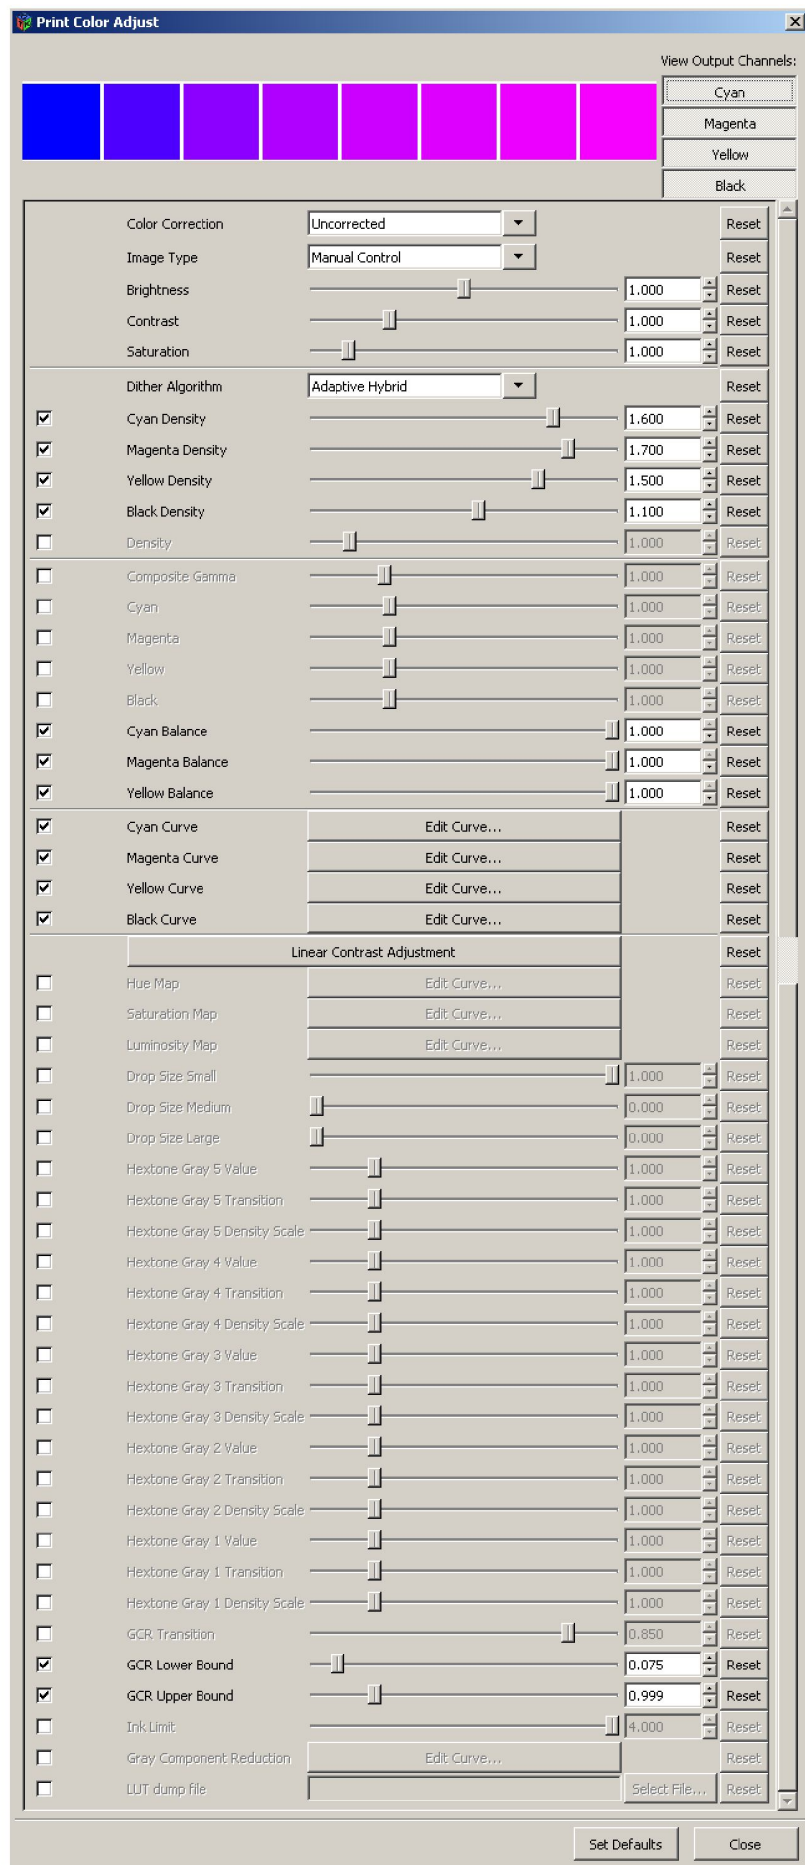 Print Color Adjust
View Output Channels:
Cyan
Magenta
Yellow
Black
Color Correction Uncorrected Reset
Image Type Manual Control Reset
Brightness 1.000 Reset
Contrast 1.000 Reset
Saturation 1.000 Reset
Dither Algorithm Adaptive Hybrid Reset
Cyan Density 1.600 Reset
Magenta Density 1.700 Reset
Yellow Density 1.500 Reset
Black Density 1.100 Reset
Density 1.000 Reset
Composite Gamma 1.000 Reset
Cyan 1.000 Reset
Magenta 1.000 Reset
Yellow 1.000 Reset
Black 1.000 Reset
Cyan Balance 1.000 Reset
Magenta Balance 1.000 Reset
Yellow Balance 1.000 Reset
Cyan Curve Edit Curve... Reset
Magenta Curve Edit Curve... Reset
Yellow Curve Edit Curve... Reset
Black Curve Edit Curve... Reset
Linear Contrast Adjustment Reset
Hue Map Edit Curve... Reset
Saturation Map Edit Curve... Reset
Luminosity Map Edit Curve... Reset
Drop Size Small 1.000 Reset
Drop Size Medium 0.000 Reset
Drop Size Large 0.000 Reset
Hextone Gray 5 Value 1.000 Reset
Hextone Gray 5 Transition 1.000 Reset
Hextone Gray 5 Density Scale 1.000 Reset
Hextone Gray 4 Value 1.000 Reset
Hextone Gray 4 Transition 1.000 Reset
Hextone Gray 4 Density Scale 1.000 Reset
Hextone Gray 3 Value 1.000 Reset
Hextone Gray 3 Transition 1.000 Reset
Hextone Gray 3 Density Scale 1.000 Reset
Hextone Gray 2 Value 1.000 Reset
Hextone Gray 2 Transition 1.000 Reset
Hextone Gray 2 Density Scale 1.000 Reset
Hextone Gray 1 Value 1.000 Reset
Hextone Gray 1 Transition 1.000 Reset
Hextone Gray 1 Density Scale 1.000 Reset
GCR Transition 0.850 Reset
GCR Lower Bound 0.075 Reset
GCR Upper Bound 0.999 Reset
Ink Limit 4.000 Reset
Gray Component Reduction Edit Curve... Reset
LUT dump file Select File... Reset
Set Defaults Close